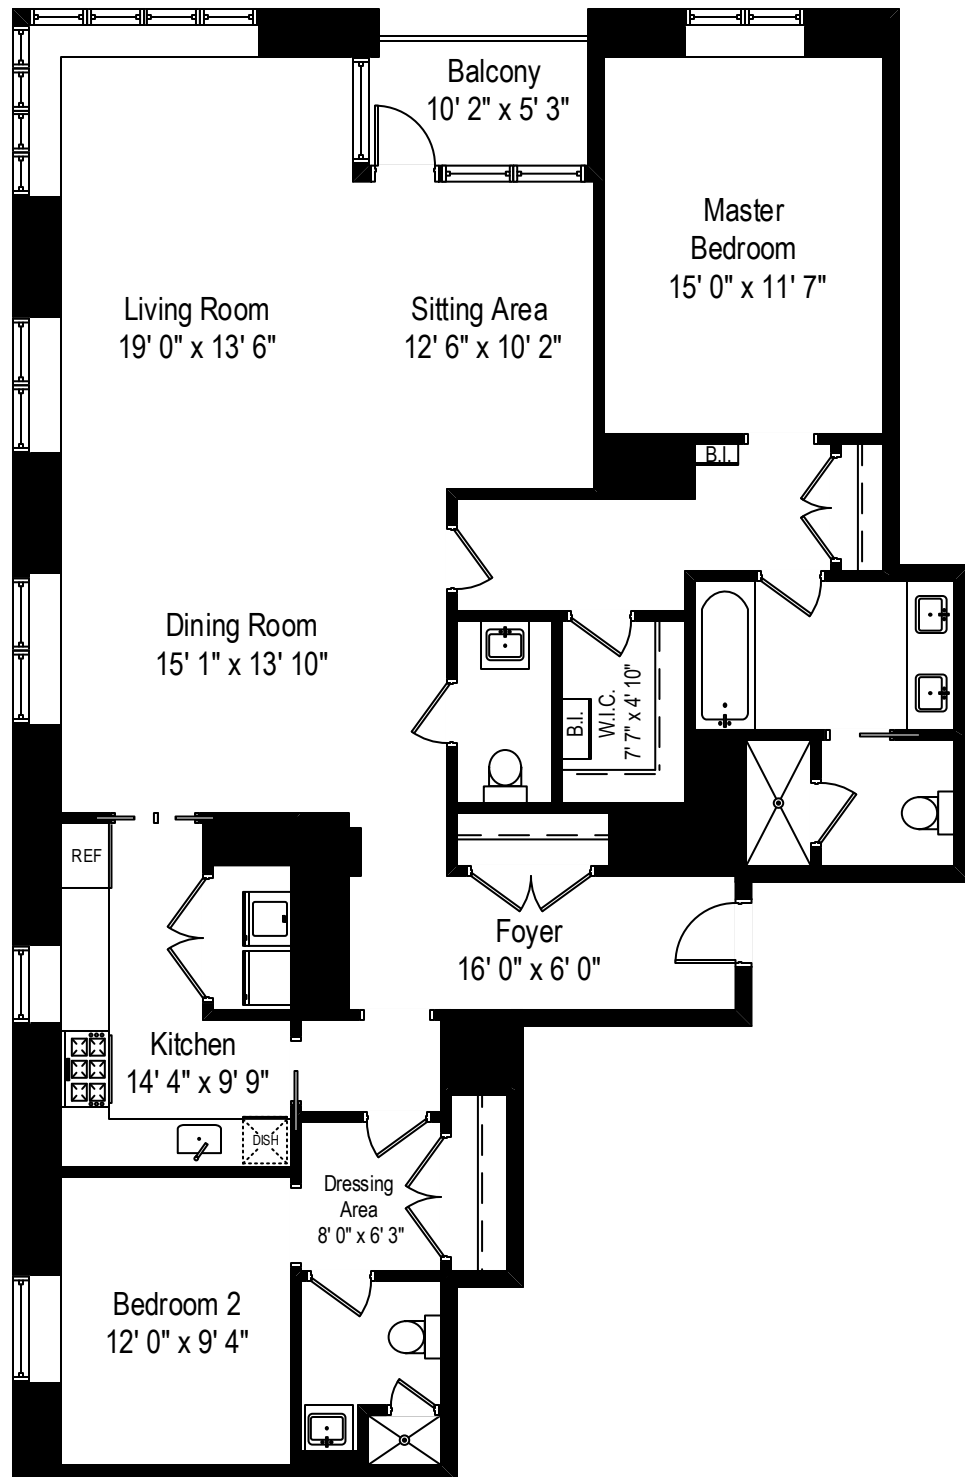 Balcony
10' 2" x 5' 3"
Master
Bedroom
15' 0" x 11' 7"
Living Room
19' 0" x 13' 6"
Sitting Area
12' 6" x 10' 2"
B.I.
Dining Room
15' 1" x 13' 10"
B.I.
W.I.C.
7' 7" x 4' 10"
REF
Foyer
16' 0" x 6' 0"
Kitchen
14' 4" x 9' 9"
DISH
Dressing
Area
8' 0" x 6' 3"
Bedroom 2
12' 0" x 9' 4"